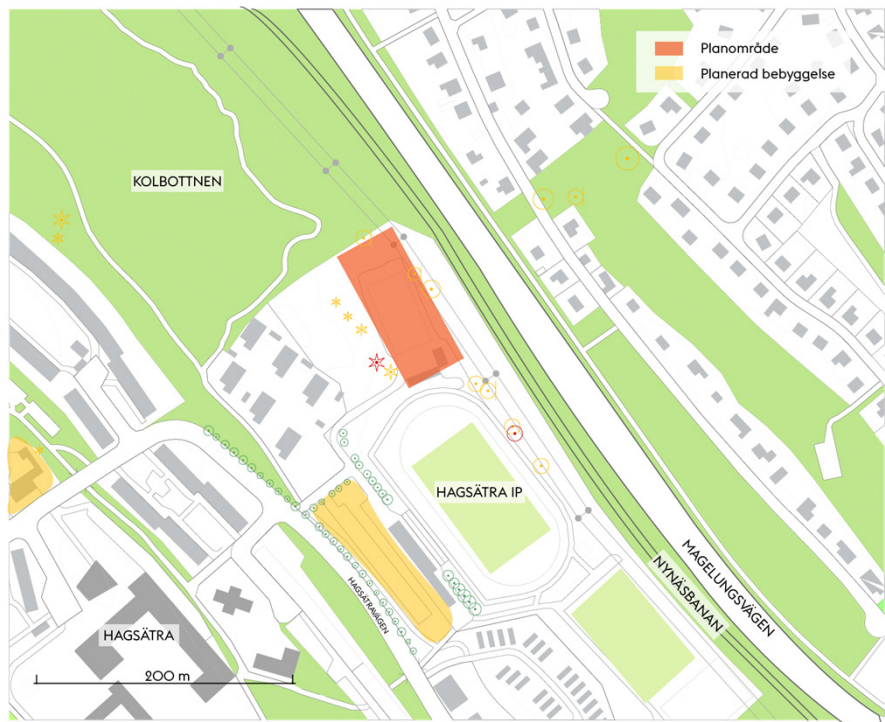 Planområde
Planerad bebyggelse
KOLBOTTNEN
HAGSÄTRA IP
MAGELUNGSVÄGEN
NYNÄSBANAN
HAGSÄTRAVÄGEN
HAGSÄTRA
200 m